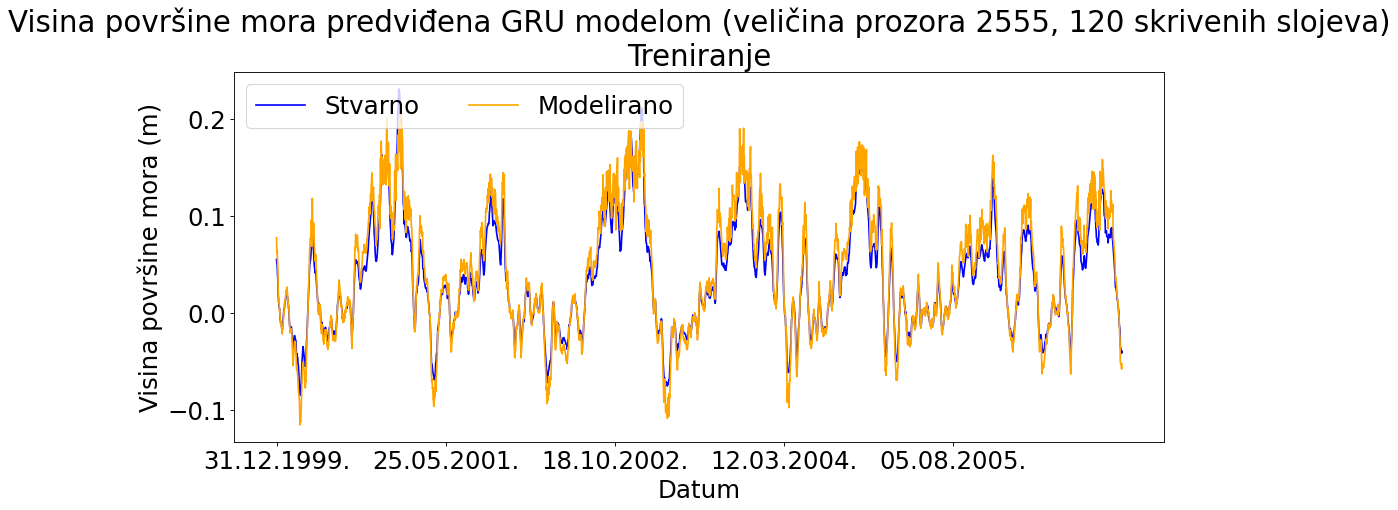 Visina površine mora predviđena GRU modelom (veličina prozora 2555, 120 skrivenih slojeva)
Treniranje
Stvarno Modelirano
Visina površine mora (m)
0.2
0.1
0.0
−0.1
31.12.1999. 25.05.2001. 18.10.2002. 12.03.2004. 05.08.2005.
Datum